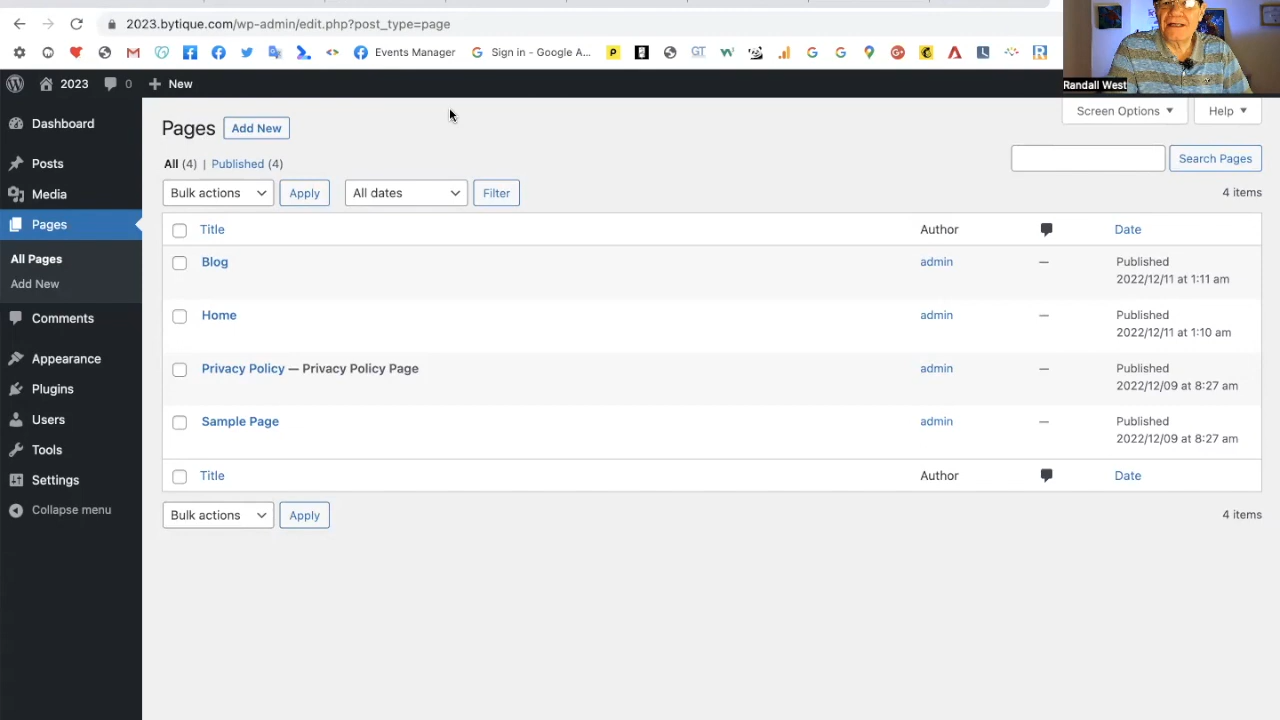 2023.bytique.com/wp-admin/edit.php?post_type=page
Events Manager
Sign in - Google A...
GT
Randall West
2023
0
New
Screen Options
Help
Dashboard
Posts
Media
Pages
All Pages
Add New
Comments
Appearance
Plugins
Users
Tools
Settings
Collapse menu
Pages
Add New
All (4) | Published (4)
Search Pages
Bulk actions
Apply
All dates
Filter
4 items
Title
Author
Date
Blog
admin
—
Published
2022/12/11 at 1:11 am
Home
admin
—
Published
2022/12/11 at 1:10 am
Privacy Policy — Privacy Policy Page
admin
—
Published
2022/12/09 at 8:27 am
Sample Page
admin
—
Published
2022/12/09 at 8:27 am
Title
Author
Date
Bulk actions
Apply
4 items